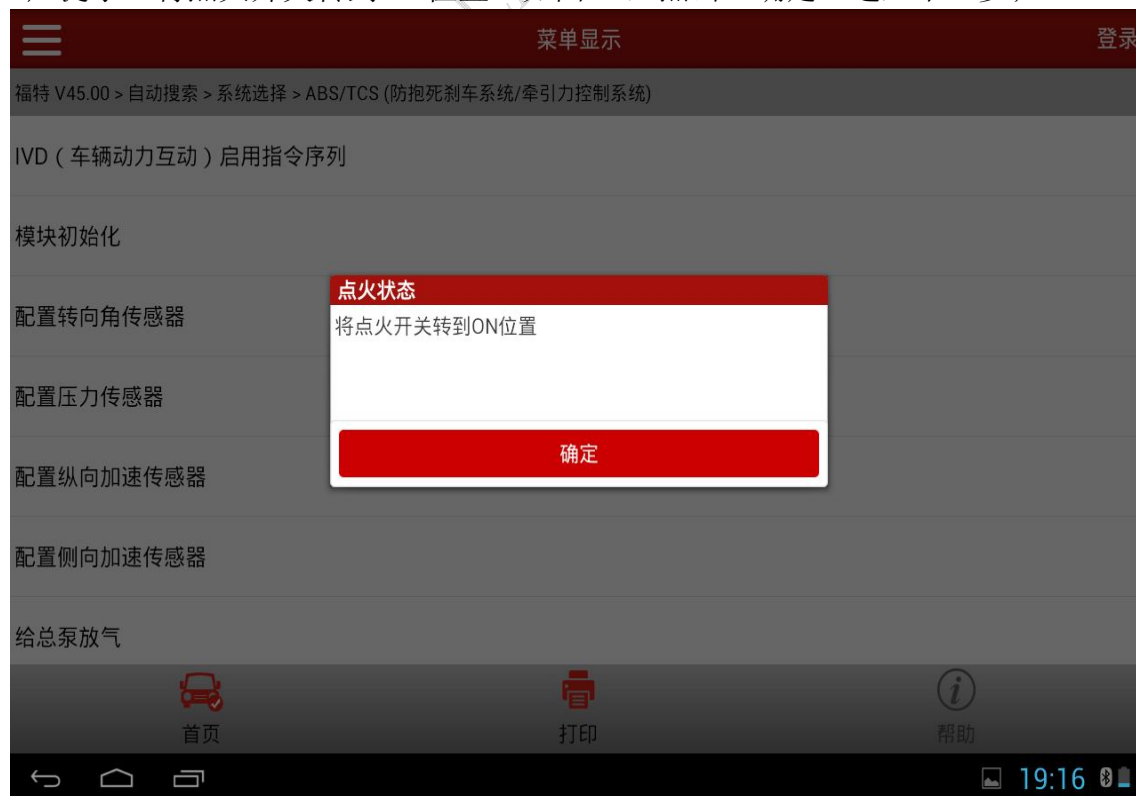 菜单显示
登录
福特 V45.00 > 自动搜索 > 系统选择 > ABS/TCS (防抱死刹车系统/牵引力控制系统)
IVD（车辆动力互动）启用指令序列
模块初始化
点火状态
配置转向角传感器
将点火开关转到ON位置
配置压力传感器
确定
配置纵向加速传感器
配置侧向加速传感器
给总泵放气
首页
打印
帮助
19:16